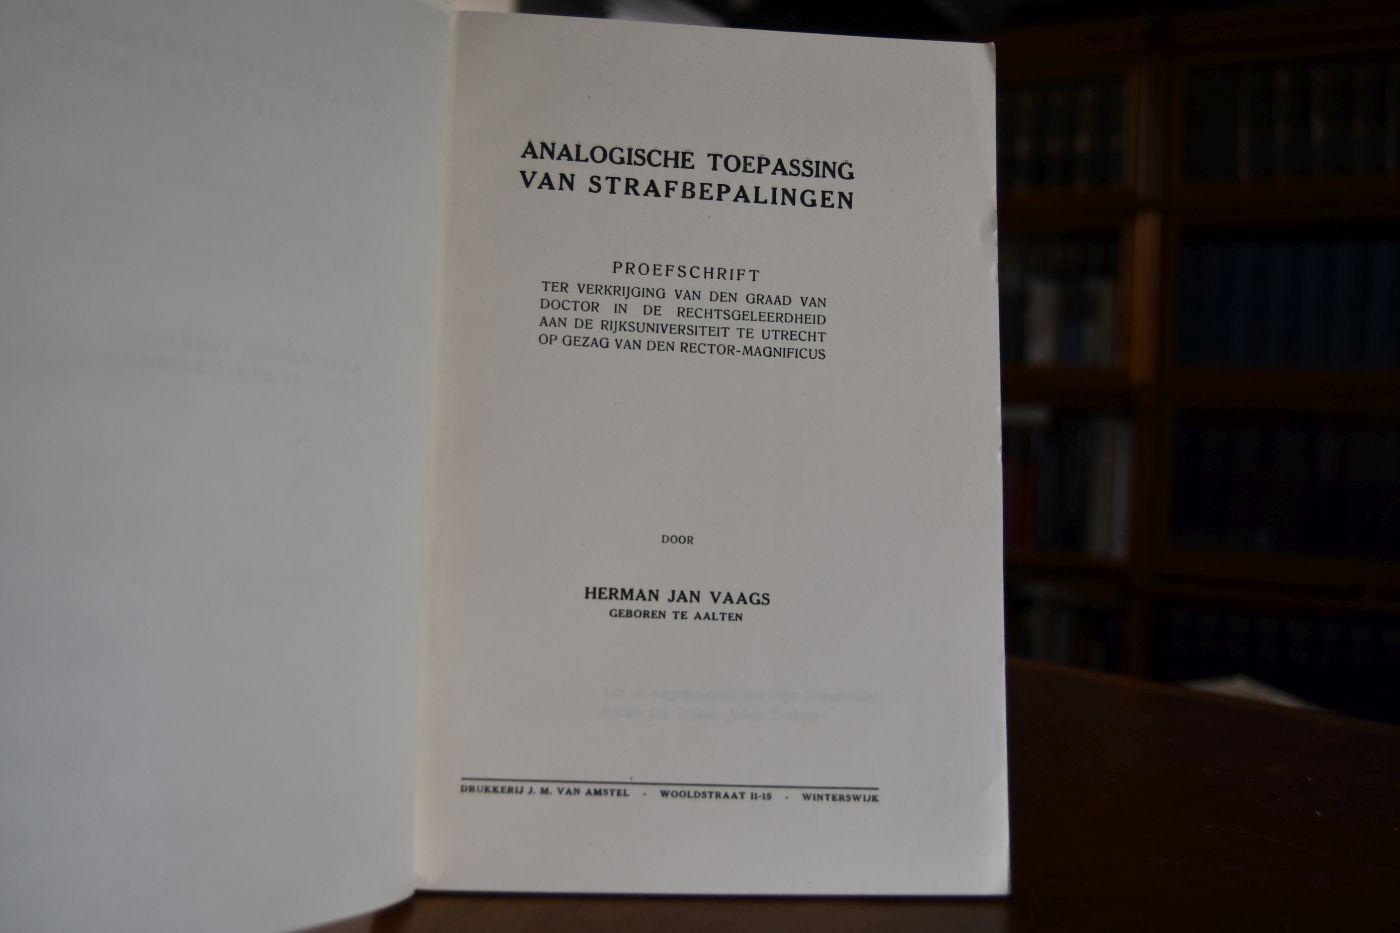 ANALOGISCHE TOEPASSING
VAN STRAFBEPALINGEN
PROEFSCHRIFT
TER VERKRIJGING VAN DEN GRAAD VAN
DOCTOR IN DE RECHTSGELEERDHEID
AAN DE RIJKSUNIVERSITEIT TE UTRECHT
OP GEZAG VAN DEN RECTOR-MAGNIFICUS
DOOR
HERMAN JAN VAAGS
GEBOREN TE AALTEN
DRUKKERIJ J. M. VAN AMSTEL - WOOLDSTRAAT 11-15 - WINTERSWIJK